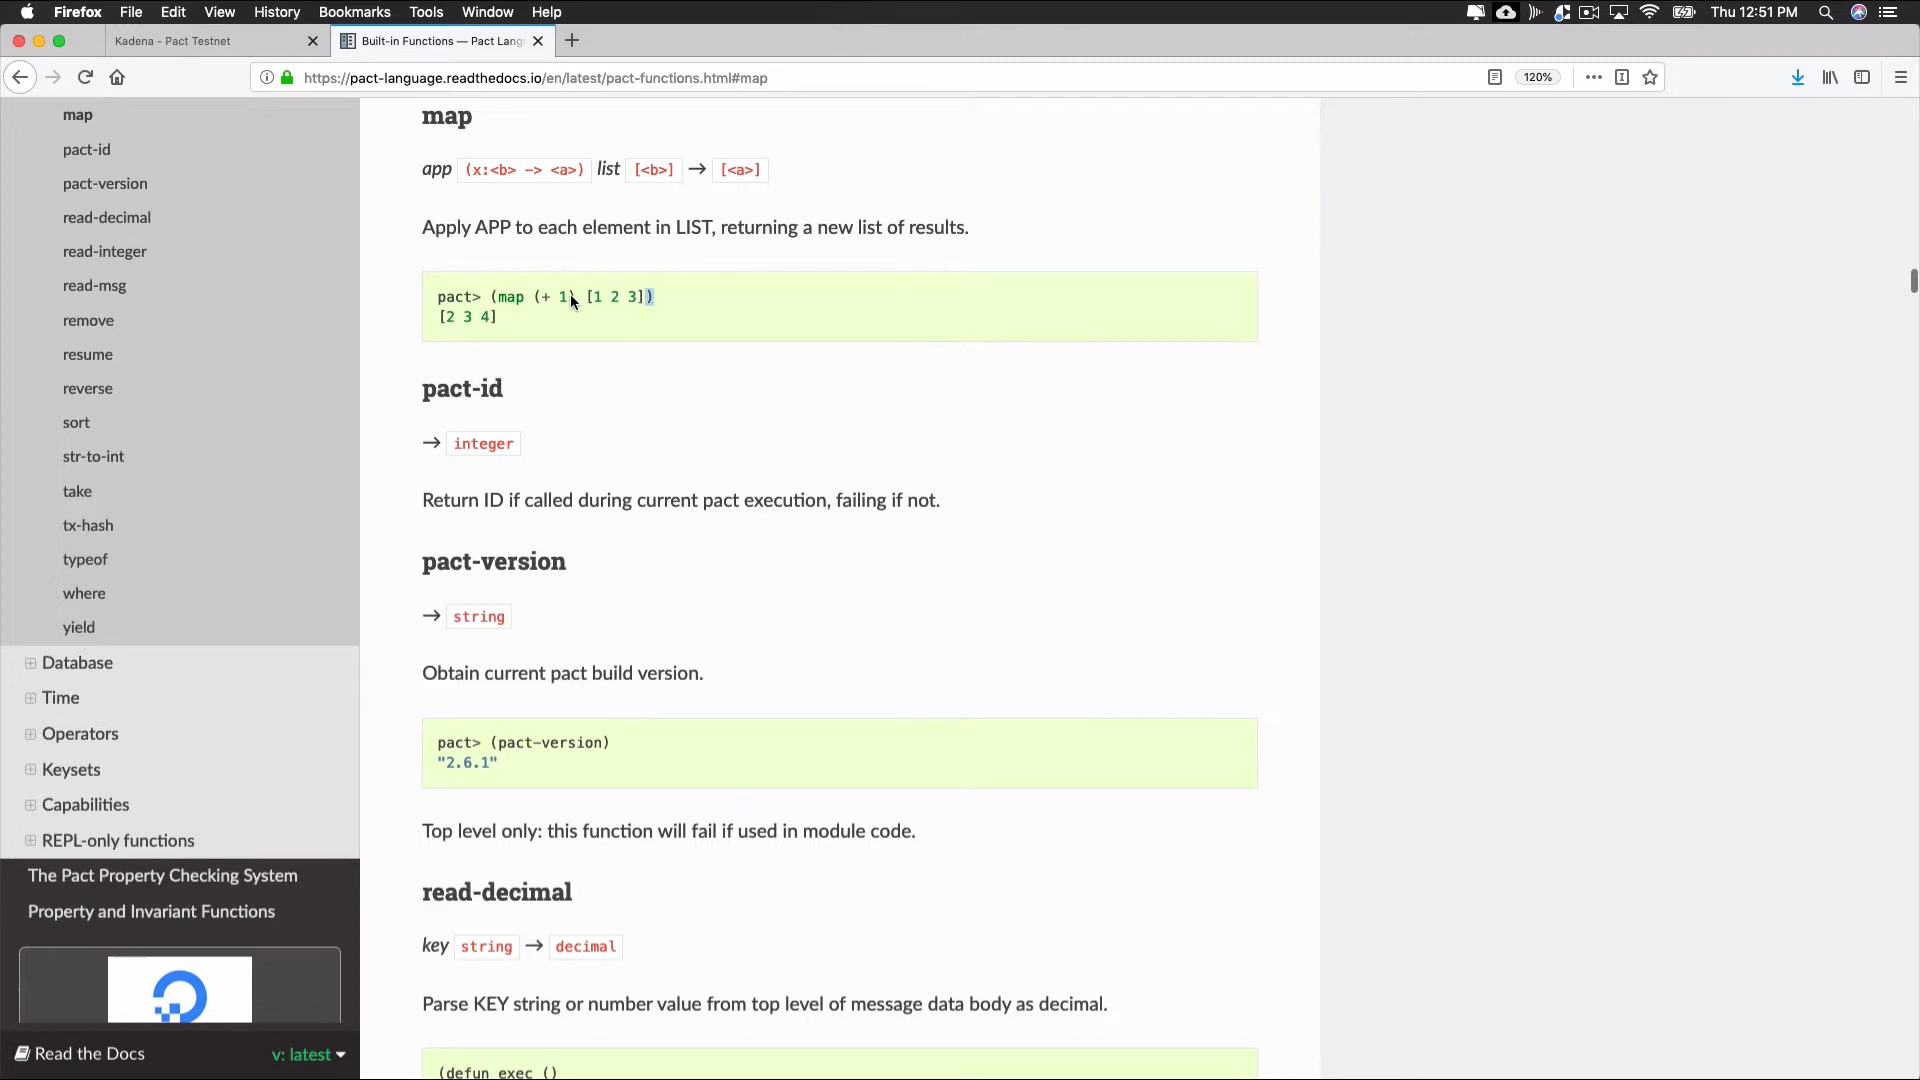 Firefox File Edit View History Bookmarks Tools Window Help Thu 12:51 PM
Kadena - Pact Testnet Built-in Functions — Pact Lang
https://pact-language.readthedocs.io/en/latest/pact-functions.html#map 120%
map
pact-id
pact-version
read-decimal
read-integer
read-msg
remove
resume
reverse
sort
str-to-int
take
tx-hash
typeof
where
yield
Database
Time
Operators
Keysets
Capabilities
REPL-only functions
The Pact Property Checking System
Property and Invariant Functions
Read the Docs v: latest
map
app (x:<b> -> <a>) list [<b>] → [<a>]
Apply APP to each element in LIST, returning a new list of results.
pact> (map (+ 1) [1 2 3])
[2 3 4]
pact-id
→ integer
Return ID if called during current pact execution, failing if not.
pact-version
→ string
Obtain current pact build version.
pact> (pact-version)
"2.6.1"
Top level only: this function will fail if used in module code.
read-decimal
key string → decimal
Parse KEY string or number value from top level of message data body as decimal.
(defun exec ()